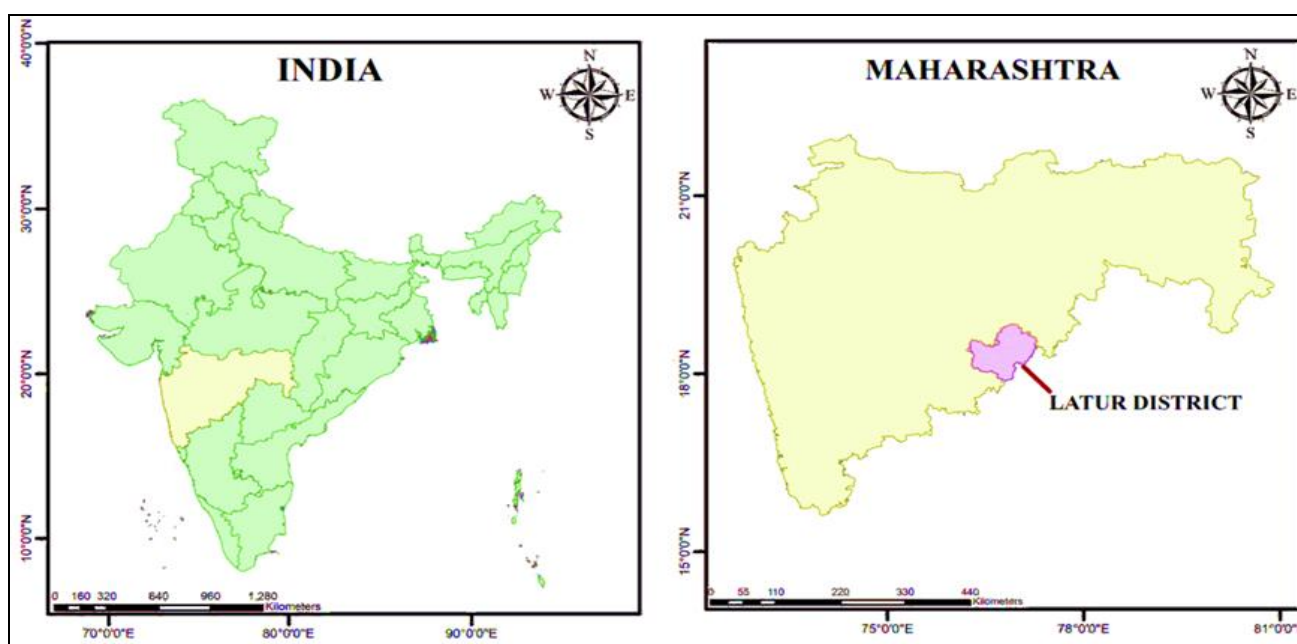 INDIA
N
W E
S
40°0'0"N
30°0'0"N
20°0'0"N
10°0'0"N
0 160 320 640 960 1,280
Kilometers
70°0'0"E 80°0'0"E 90°0'0"E
MAHARASHTRA
N
W E
S
21°0'0"N
18°0'0"N
15°0'0"N
LATUR DISTRICT
0 55 110 220 330 440
Kilometers
75°0'0"E 78°0'0"E 81°0'0"E